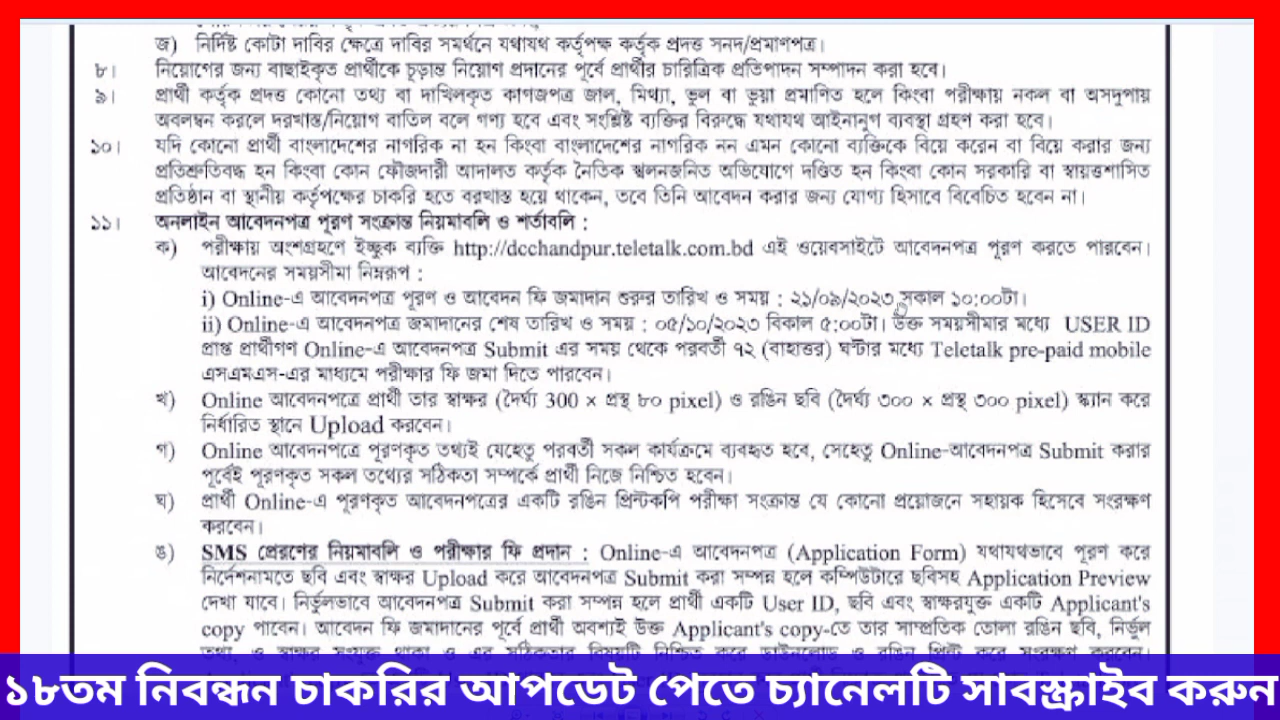 জ) নির্দিষ্ট কোটা দাবির ক্ষেত্রে দাবির সমর্থনে যথাযথ কর্তৃপক্ষ কর্তৃক প্রদত্ত সনদ/প্রমাণপত্র।
৮। নিয়োগের জন্য বাছাইকৃত প্রার্থীকে চূড়ান্ত নিয়োগ প্রদানের পূর্বে প্রার্থীর চারিত্রিক প্রতিপাদন সম্পাদন করা হবে।
৯। প্রার্থী কর্তৃক প্রদত্ত কোনো তথ্য বা দাখিলকৃত কাগজপত্র জাল, মিথ্যা, ভুল বা ভুয়া প্রমাণিত হলে কিংবা পরীক্ষায় নকল বা অসদুপায়
অবলম্বন করলে দরখাস্ত/নিয়োগ বাতিল বলে গণ্য হবে এবং সংশ্লিষ্ট ব্যক্তির বিরুদ্ধে যথাযথ আইনানুগ ব্যবস্থা গ্রহণ করা হবে।
১০। যদি কোনো প্রার্থী বাংলাদেশের নাগরিক না হন কিংবা বাংলাদেশের নাগরিক নন এমন কোনো ব্যক্তিকে বিয়ে করেন বা বিয়ে করার জন্য
প্রতিশ্রুতিবদ্ধ হন কিংবা কোন ফৌজদারী আদালত কর্তৃক নৈতিক স্খলনজনিত অভিযোগে দণ্ডিত হন কিংবা কোন সরকারি বা স্বায়ত্তশাসিত
প্রতিষ্ঠান বা স্থানীয় কর্তৃপক্ষের চাকরি হতে বরখাস্ত হয়ে থাকেন, তবে তিনি আবেদন করার জন্য যোগ্য হিসাবে বিবেচিত হবেন না।
১১। অনলাইন আবেদনপত্র পূরণ সংক্রান্ত নিয়মাবলি ও শর্তাবলি :
ক) পরীক্ষায় অংশগ্রহণে ইচ্ছুক ব্যক্তি http://dcchandpur.teletalk.com.bd এই ওয়েবসাইটে আবেদনপত্র পূরণ করতে পারবেন।
আবেদনের সময়সীমা নিম্নরূপ :
i) Online-এ আবেদনপত্র পূরণ ও আবেদন ফি জমাদান শুরুর তারিখ ও সময় : ২১/০৯/২০২৩ সকাল ১০:০০টা।
ii) Online-এ আবেদনপত্র জমাদানের শেষ তারিখ ও সময় : ০৫/১০/২০২৩ বিকাল ৫:০০টা। উক্ত সময়সীমার মধ্যে USER ID
প্রাপ্ত প্রার্থীগণ Online-এ আবেদনপত্র Submit এর সময় থেকে পরবর্তী ৭২ (বাহাত্তর) ঘন্টার মধ্যে Teletalk pre-paid mobile
এসএমএস-এর মাধ্যমে পরীক্ষার ফি জমা দিতে পারবেন।
খ) Online আবেদনপত্রে প্রার্থী তার স্বাক্ষর (দৈর্ঘ্য 300 × প্রস্থ ৮০ pixel) ও রঙিন ছবি (দৈর্ঘ্য ৩০০ × প্রস্থ ৩০০ pixel) স্ক্যান করে
নির্ধারিত স্থানে Upload করবেন।
গ) Online আবেদনপত্রে পূরণকৃত তথ্যই যেহেতু পরবর্তী সকল কার্যক্রমে ব্যবহৃত হবে, সেহেতু Online-আবেদনপত্র Submit করার
পূর্বেই পূরণকৃত সকল তথ্যের সঠিকতা সম্পর্কে প্রার্থী নিজে নিশ্চিত হবেন।
ঘ) প্রার্থী Online-এ পূরণকৃত আবেদনপত্রের একটি রঙিন প্রিন্টকপি পরীক্ষা সংক্রান্ত যে কোনো প্রয়োজনে সহায়ক হিসেবে সংরক্ষণ
করবেন।
ঙ) SMS প্রেরণের নিয়মাবলি ও পরীক্ষার ফি প্রদান : Online-এ আবেদনপত্র (Application Form) যথাযথভাবে পূরণ করে
নির্দেশনামতে ছবি এবং স্বাক্ষর Upload করে আবেদনপত্র Submit করা সম্পন্ন হলে কম্পিউটারে ছবিসহ Application Preview
দেখা যাবে। নির্ভুলভাবে আবেদনপত্র Submit করা সম্পন্ন হলে প্রার্থী একটি User ID, ছবি এবং স্বাক্ষরযুক্ত একটি Applicant's
copy পাবেন। আবেদন ফি জমাদানের পূর্বে প্রার্থী অবশ্যই উক্ত Applicant's copy-তে তার সাম্প্রতিক তোলা রঙিন ছবি, নির্ভুল
তথ্য, ও স্বাক্ষর সংযুক্ত থাকা ও এর সঠিকতার বিষয়টি নিশ্চিত করে ডাউনলোড ও রঙিন প্রিন্ট করে সংরক্ষণ করবেন।
১৮তম নিবন্ধন চাকরির আপডেট পেতে চ্যানেলটি সাবস্ক্রাইব করুন